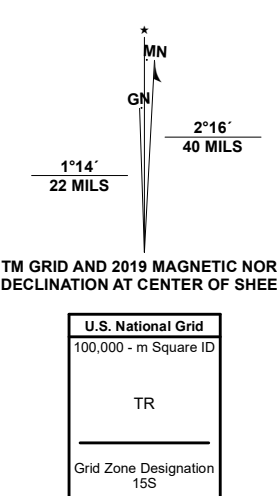 ★
MN
GN
2°16´
40 MILS
1°14´
22 MILS
TM GRID AND 2019 MAGNETIC NOR
DECLINATION AT CENTER OF SHEE
U.S. National Grid
100,000 - m Square ID
TR
Grid Zone Designation
15S